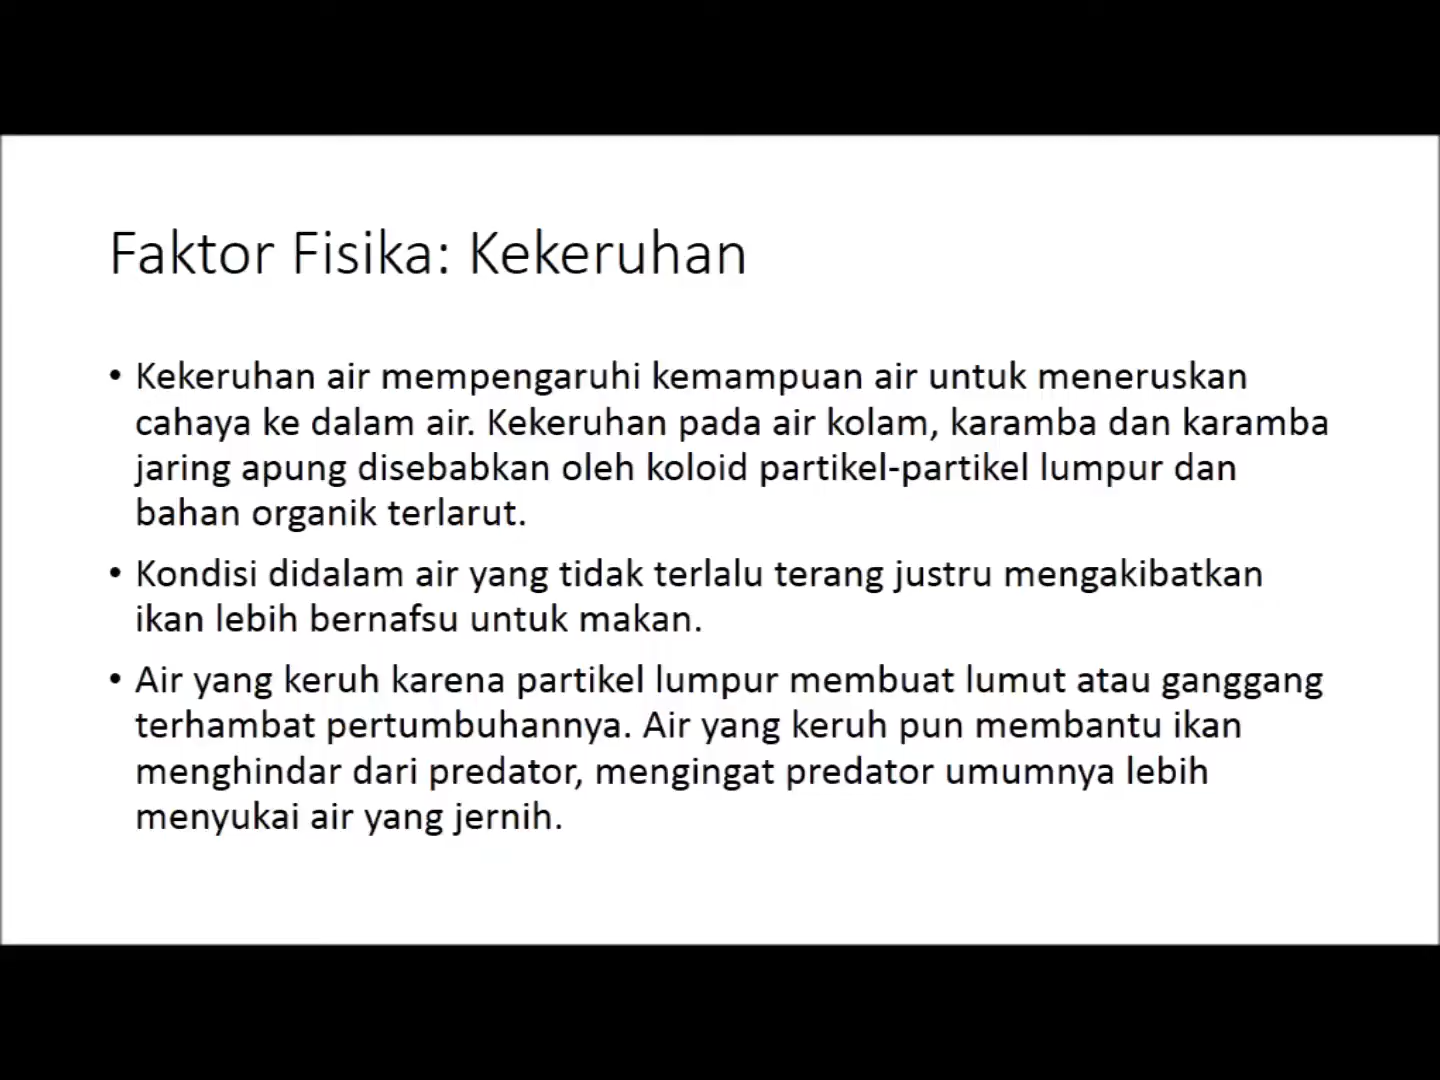 Faktor Fisika: Kekeruhan
• Kekeruhan air mempengaruhi kemampuan air untuk meneruskan
cahaya ke dalam air. Kekeruhan pada air kolam, karamba dan karamba
jaring apung disebabkan oleh koloid partikel-partikel lumpur dan
bahan organik terlarut.
• Kondisi didalam air yang tidak terlalu terang justru mengakibatkan
ikan lebih bernafsu untuk makan.
• Air yang keruh karena partikel lumpur membuat lumut atau ganggang
terhambat pertumbuhannya. Air yang keruh pun membantu ikan
menghindar dari predator, mengingat predator umumnya lebih
menyukai air yang jernih.